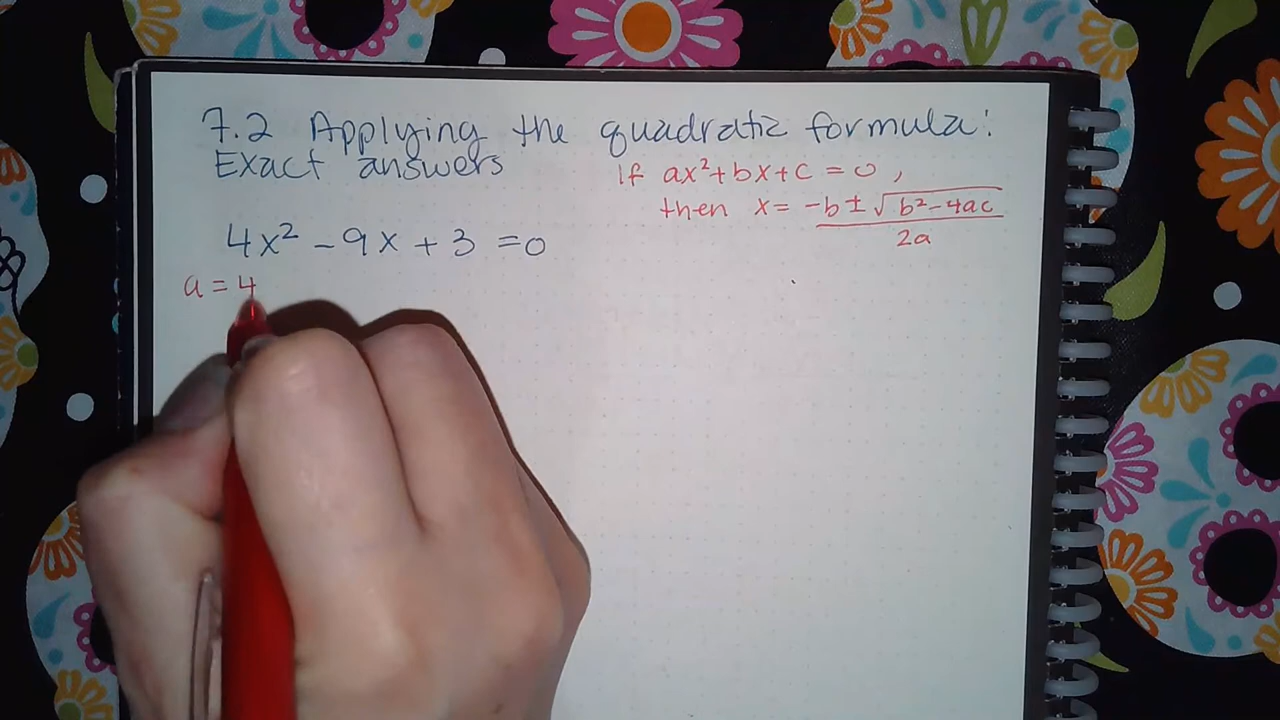 7.2 Applying the quadratic formula:
Exact answers
If ax²+bx+c = 0,
then x = -b±√b²-4ac
2a
4x² - 9x + 3 = 0
a = 4